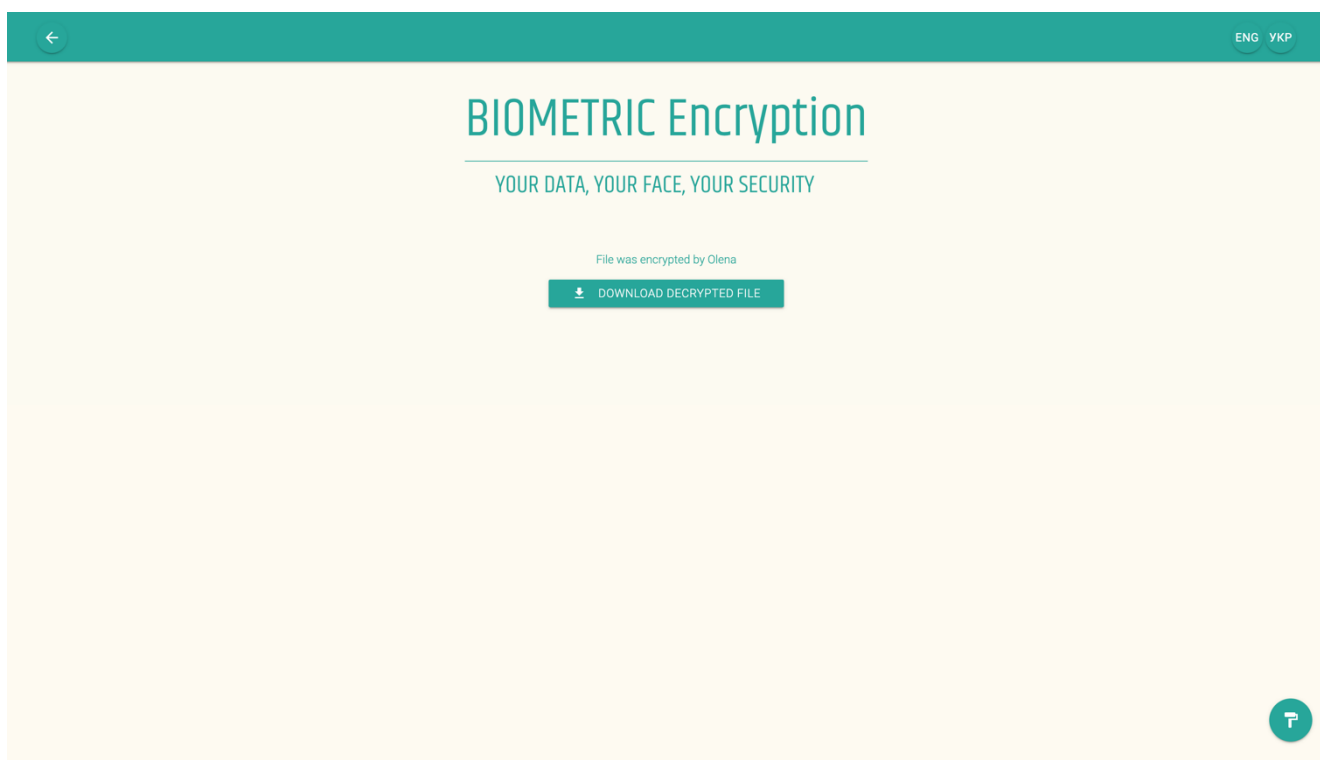 ENG УКР
BIOMETRIC Encryption
YOUR DATA, YOUR FACE, YOUR SECURITY
File was encrypted by Olena
DOWNLOAD DECRYPTED FILE